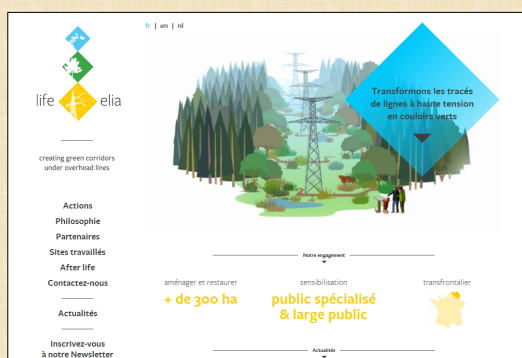 fr | en | nl
life elia
creating green corridors
under overhead lines
Actions
Philosophie
Partenaires
Sites travaillés
After life
Contactez-nous
Actualités
Inscrivez-vous
à notre Newsletter
Transformons les tracés
de lignes à haute tension
en couloirs verts
Notre engagement
aménager et restaurer
+ de 300 ha
sensibilisation
public spécialisé
& large public
transfrontalier
Actualités